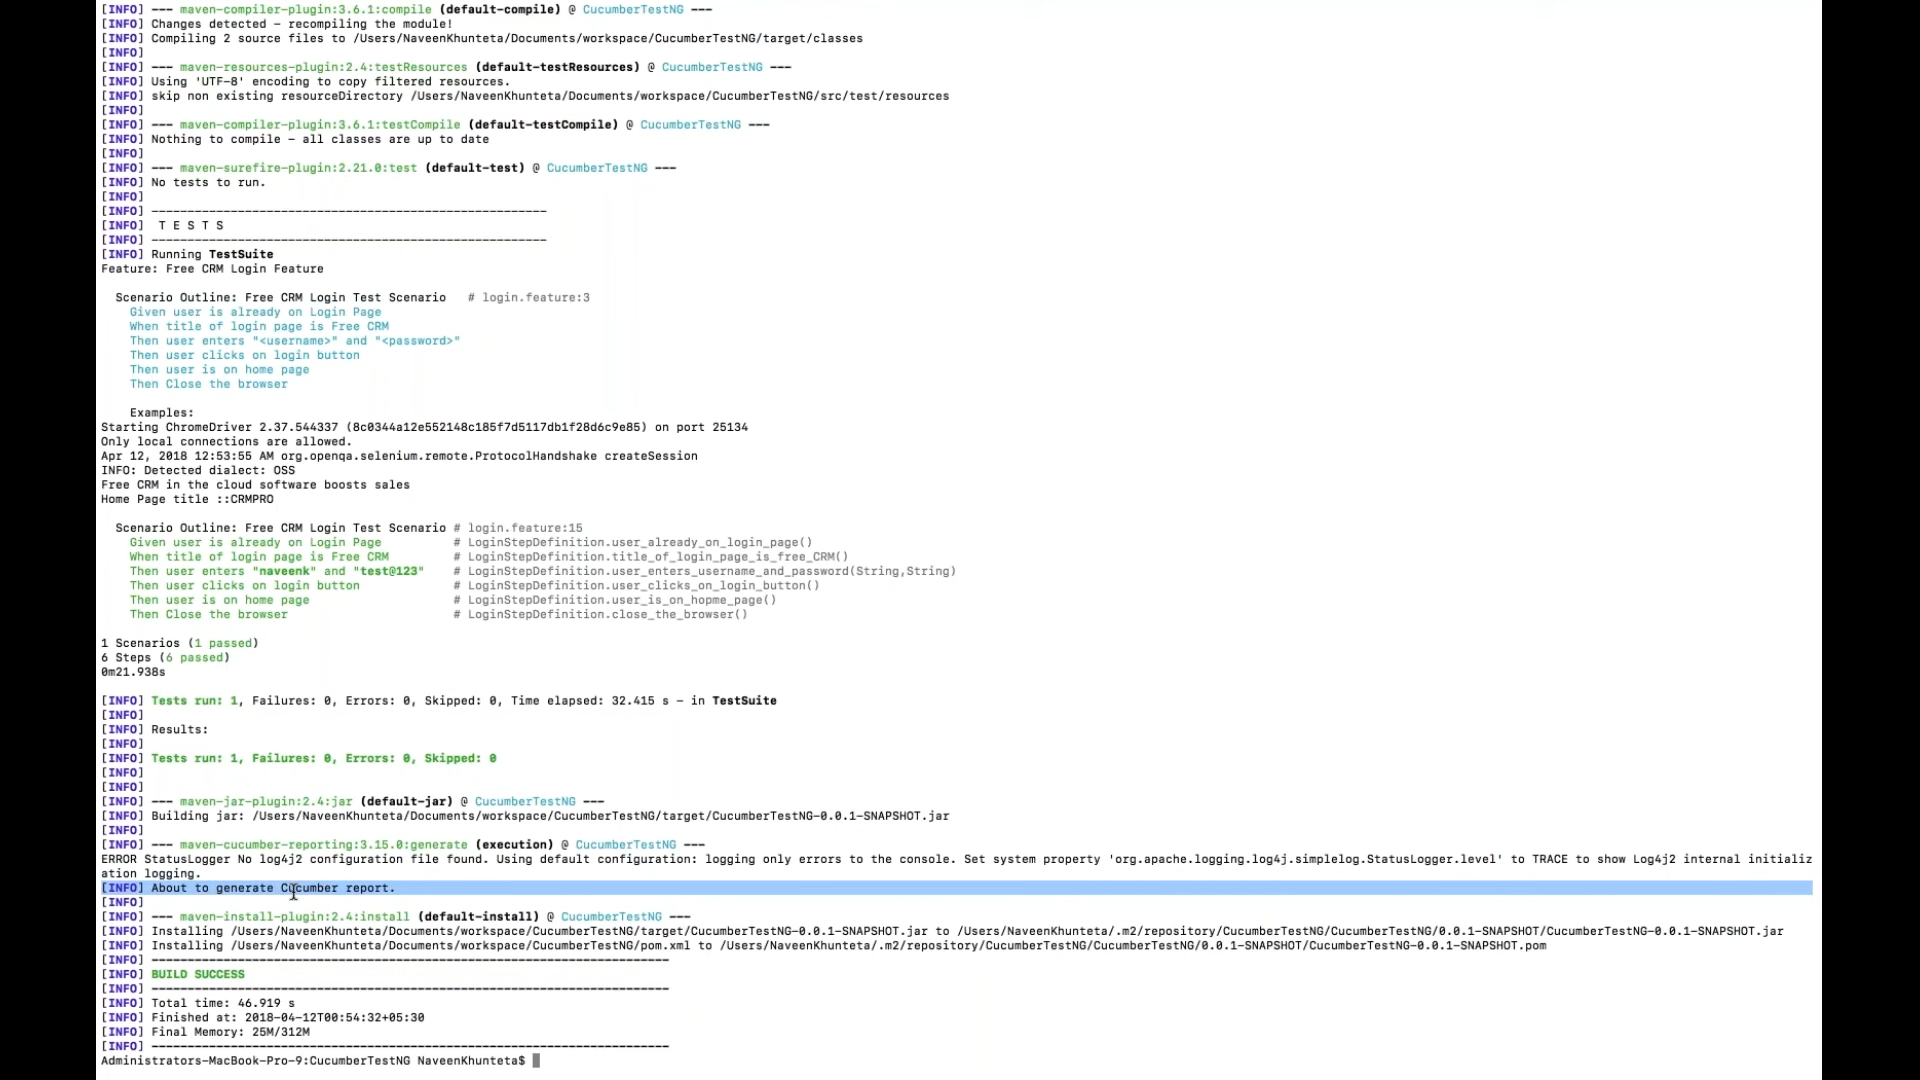 [INFO] --- maven-compiler-plugin:3.6.1:compile (default-compile) @ CucumberTestNG ---
[INFO] Changes detected - recompiling the module!
[INFO] Compiling 2 source files to /Users/NaveenKhunteta/Documents/workspace/CucumberTestNG/target/classes
[INFO]
[INFO] --- maven-resources-plugin:2.4:testResources (default-testResources) @ CucumberTestNG ---
[INFO] Using 'UTF-8' encoding to copy filtered resources.
[INFO] skip non existing resourceDirectory /Users/NaveenKhunteta/Documents/workspace/CucumberTestNG/src/test/resources
[INFO]
[INFO] --- maven-compiler-plugin:3.6.1:testCompile (default-testCompile) @ CucumberTestNG ---
[INFO] Nothing to compile - all classes are up to date
[INFO]
[INFO] --- maven-surefire-plugin:2.21.0:test (default-test) @ CucumberTestNG ---
[INFO] No tests to run.
[INFO]
[INFO] -------------------------------------------------------
[INFO]  T E S T S
[INFO] -------------------------------------------------------
[INFO] Running TestSuite
Feature: Free CRM Login Feature
Scenario Outline: Free CRM Login Test Scenario   # login.feature:3
Given user is already on Login Page
When title of login page is Free CRM
Then user enters "<username>" and "<password>"
Then user clicks on login button
Then user is on home page
Then Close the browser
Examples:
Starting ChromeDriver 2.37.544337 (8c0344a12e552148c185f7d5117db1f28d6c9e85) on port 25134
Only local connections are allowed.
Apr 12, 2018 12:53:55 AM org.openqa.selenium.remote.ProtocolHandshake createSession
INFO: Detected dialect: OSS
Free CRM in the cloud software boosts sales
Home Page title ::CRMPRO
Scenario Outline: Free CRM Login Test Scenario # login.feature:15
Given user is already on Login Page # LoginStepDefinition.user_already_on_login_page()
When title of login page is Free CRM # LoginStepDefinition.title_of_login_page_is_free_CRM()
Then user enters "naveenk" and "test@123" # LoginStepDefinition.user_enters_username_and_password(String,String)
Then user clicks on login button # LoginStepDefinition.user_clicks_on_login_button()
Then user is on home page # LoginStepDefinition.user_is_on_hopme_page()
Then Close the browser # LoginStepDefinition.close_the_browser()
1 Scenarios (1 passed)
6 Steps (6 passed)
0m21.938s
[INFO] Tests run: 1, Failures: 0, Errors: 0, Skipped: 0, Time elapsed: 32.415 s - in TestSuite
[INFO]
[INFO] Results:
[INFO]
[INFO] Tests run: 1, Failures: 0, Errors: 0, Skipped: 0
[INFO]
[INFO]
[INFO] --- maven-jar-plugin:2.4:jar (default-jar) @ CucumberTestNG ---
[INFO] Building jar: /Users/NaveenKhunteta/Documents/workspace/CucumberTestNG/target/CucumberTestNG-0.0.1-SNAPSHOT.jar
[INFO]
[INFO] --- maven-cucumber-reporting:3.15.0:generate (execution) @ CucumberTestNG ---
ERROR StatusLogger No log4j2 configuration file found. Using default configuration: logging only errors to the console. Set system property 'org.apache.logging.log4j.simplelog.StatusLogger.level' to TRACE to show Log4j2 internal initializ
ation logging.
[INFO] About to generate Cucumber report.
[INFO]
[INFO] --- maven-install-plugin:2.4:install (default-install) @ CucumberTestNG ---
[INFO] Installing /Users/NaveenKhunteta/Documents/workspace/CucumberTestNG/target/CucumberTestNG-0.0.1-SNAPSHOT.jar to /Users/NaveenKhunteta/.m2/repository/CucumberTestNG/CucumberTestNG/0.0.1-SNAPSHOT/CucumberTestNG-0.0.1-SNAPSHOT.jar
[INFO] Installing /Users/NaveenKhunteta/Documents/workspace/CucumberTestNG/pom.xml to /Users/NaveenKhunteta/.m2/repository/CucumberTestNG/CucumberTestNG/0.0.1-SNAPSHOT/CucumberTestNG-0.0.1-SNAPSHOT.pom
[INFO] ------------------------------------------------------------------------
[INFO] BUILD SUCCESS
[INFO] ------------------------------------------------------------------------
[INFO] Total time: 46.919 s
[INFO] Finished at: 2018-04-12T00:54:32+05:30
[INFO] Final Memory: 25M/312M
[INFO] ------------------------------------------------------------------------
Administrators-MacBook-Pro-9:CucumberTestNG NaveenKhunteta$